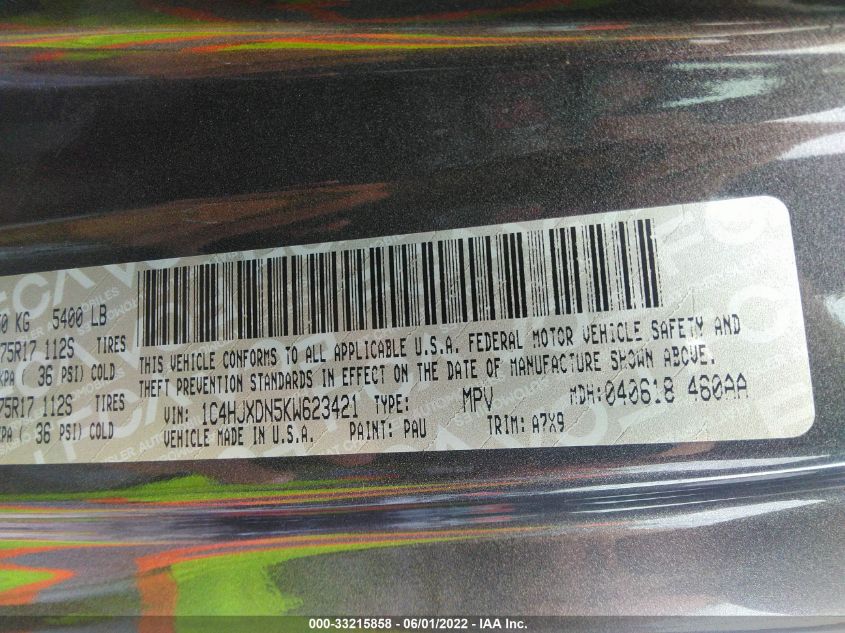 50 KG 5400 LB
75R17 112S TIRES
KPA ( 36 PSI) COLD
75R17 112S TIRES
KPA ( 36 PSI) COLD
THIS VEHICLE CONFORMS TO ALL APPLICABLE U.S.A. FEDERAL MOTOR VEHICLE SAFETY AND
THEFT PREVENTION STANDARDS IN EFFECT ON THE DATE OF MANUFACTURE SHOWN ABOVE.
VIN: 1C4HJXDN5KW623421 TYPE: MPV MDH:040618 460AA
VEHICLE MADE IN U.S.A. PAINT: PAU TRIM: A7X9
000-33215858 - 06/01/2022 - IAA Inc.